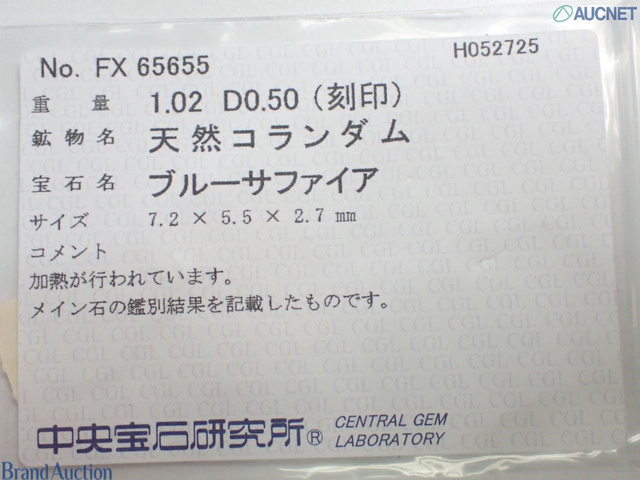 AUCNET
H052725
No. FX 65655
重量 1.02 D0.50 (刻印)
鉱物名 天然コランダム
宝石名 ブルーサファイア
サイズ 7.2 × 5.5 × 2.7 mm
コメント
加熱が行われています。
メイン石の鑑別結果を記載したものです。
中央宝石研究所® CENTRAL GEM
LABORATORY
BrandAuction